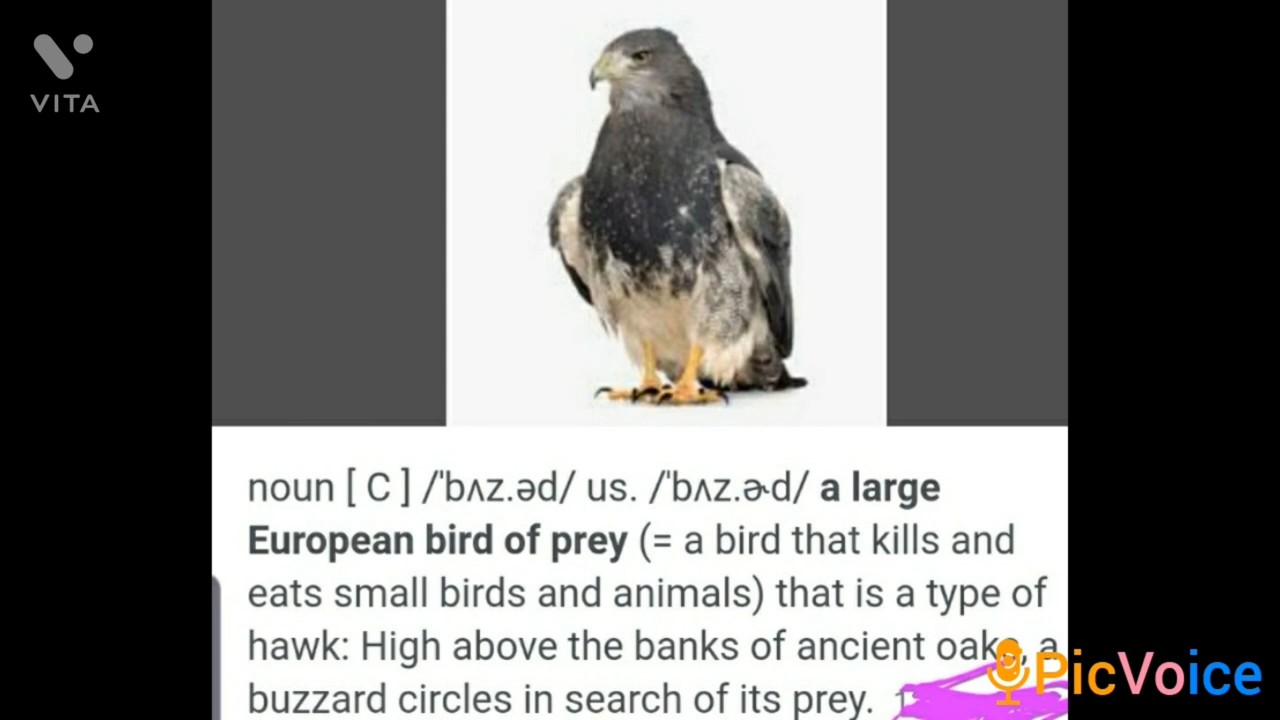 VITA
noun [ C ] /ˈbʌz.əd/ us. /ˈbʌz.ɚd/ a large
European bird of prey (= a bird that kills and
eats small birds and animals) that is a type of
hawk: High above the banks of ancient oaks, a
buzzard circles in search of its prey.
PicVoice